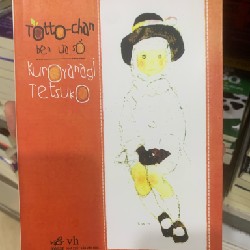 Totto-chan
bên cửa sổ
Kuroyanagi
Tetsuko